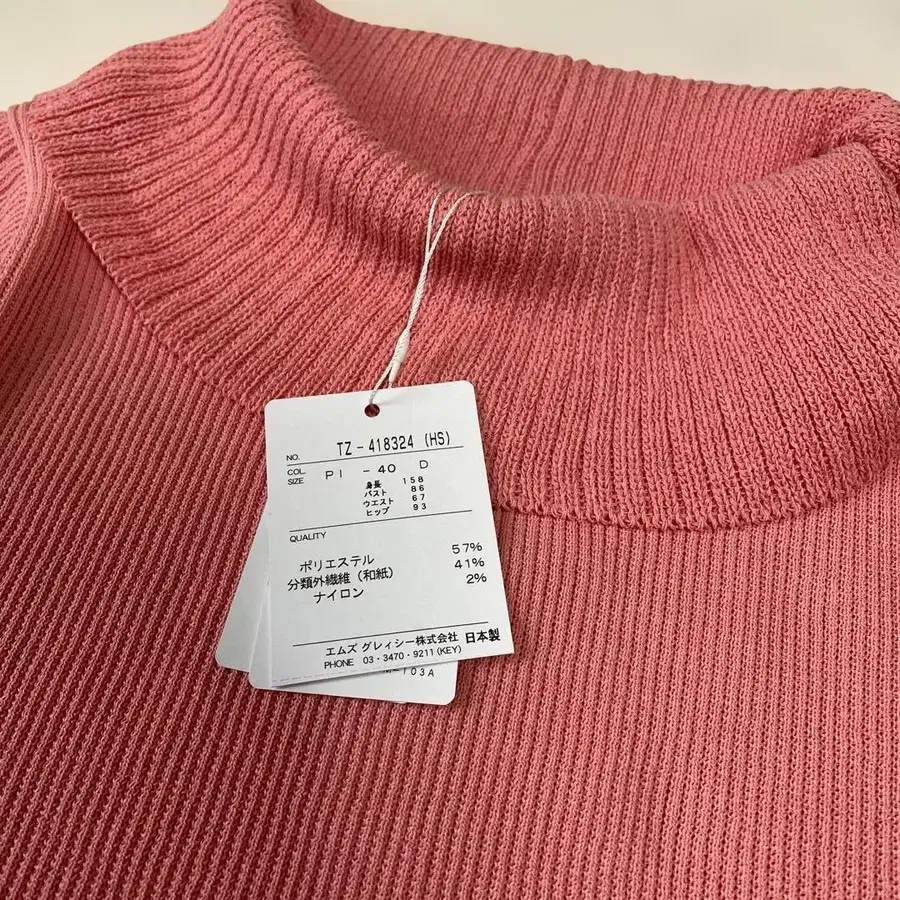 NO. TZ-418324 (HS)
COL. PI -40 D
SIZE
身長 158
バスト 86
ウエスト 67
ヒップ 93
QUALITY
ポリエステル 57%
分類外繊維(和紙) 41%
ナイロン 2%
エムズ グレィシー株式会社 日本製
PHONE 03・3470・9211(KEY)
103A